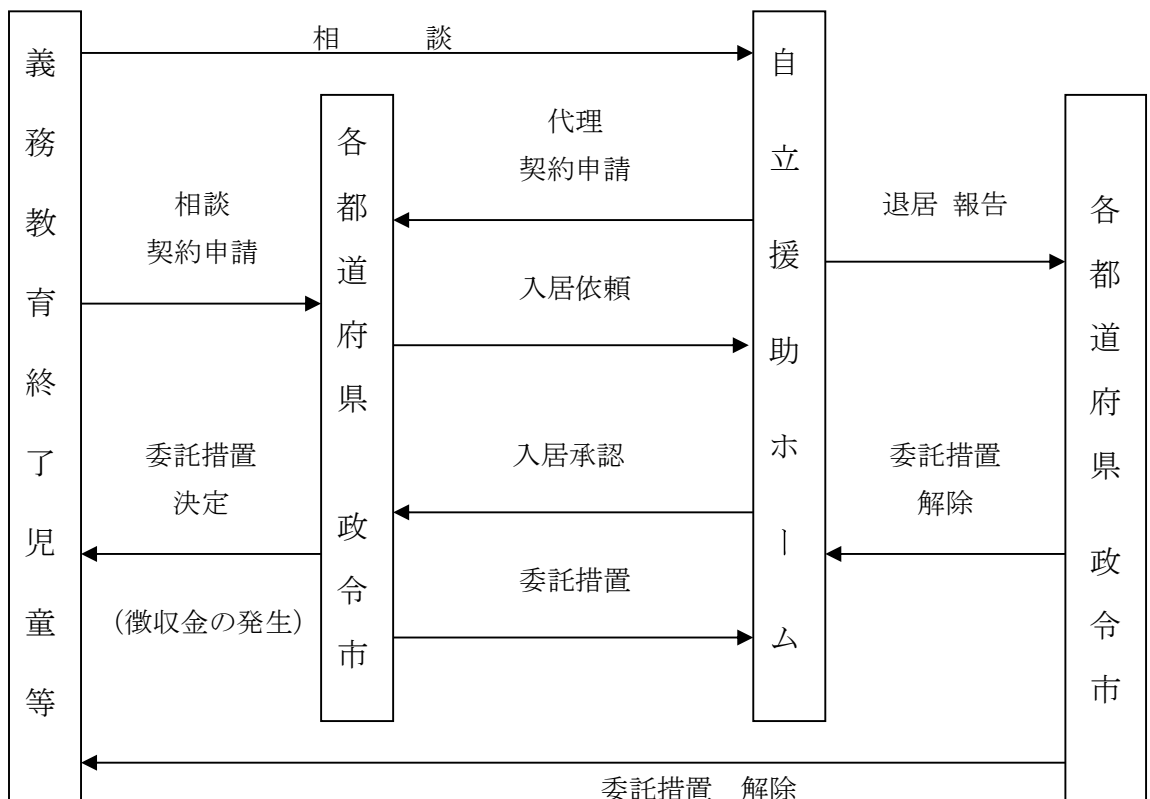 義務教育終了児童等
相　談
自立援助ホーム
各都道府県　政令市
代理
契約申請
相談
契約申請
退居 報告
各都道府県　政令市
入居依頼
委託措置
決定
入居承認
委託措置
解除
委託措置
(徴収金の発生)
委託措置　解除